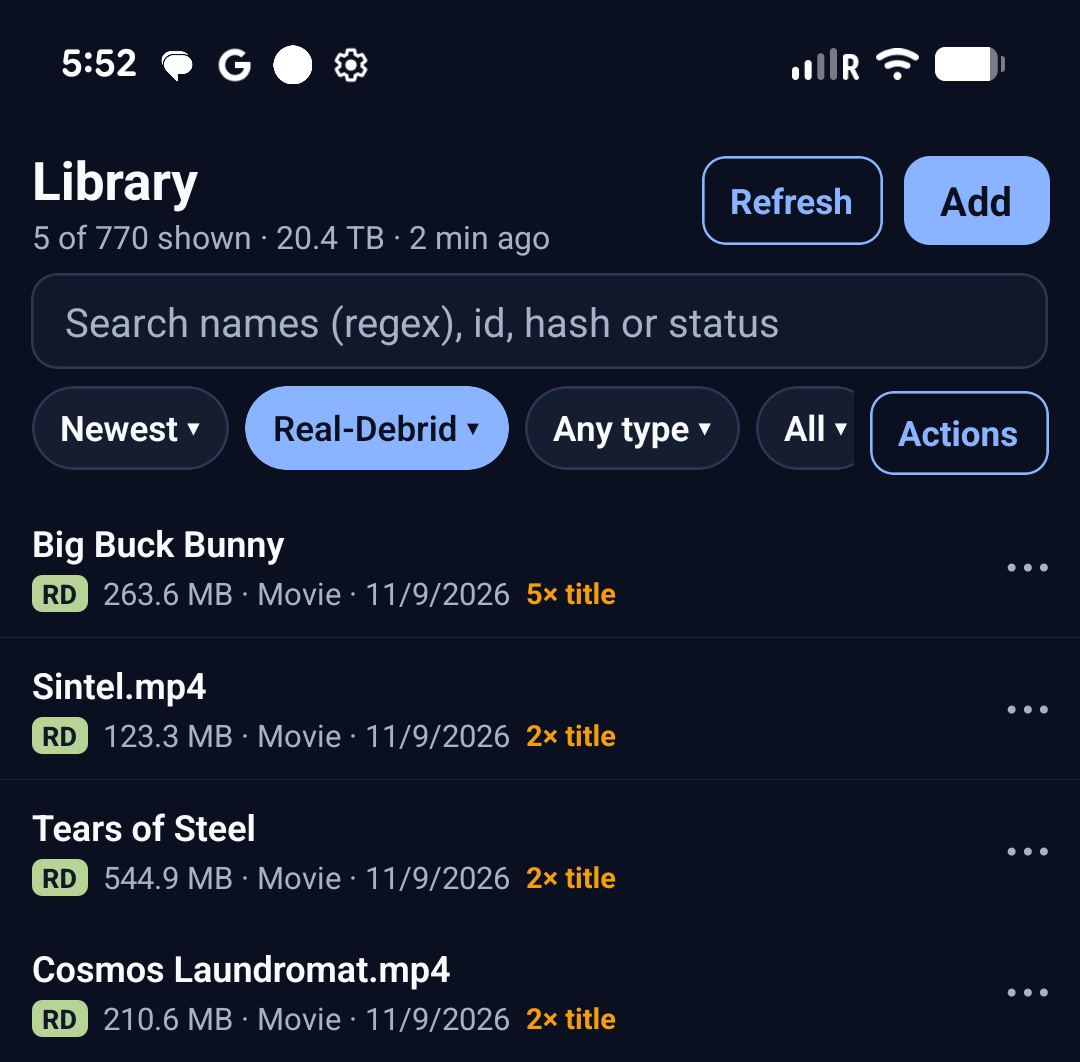 5:52 G R
Library
Refresh
Add
5 of 770 shown · 20.4 TB · 2 min ago
Search names (regex), id, hash or status
Newest ▾ Real-Debrid ▾ Any type ▾ All ▾ Actions
Big Buck Bunny
RD 263.6 MB · Movie · 11/9/2026 5× title
Sintel.mp4
RD 123.3 MB · Movie · 11/9/2026 2× title
Tears of Steel
RD 544.9 MB · Movie · 11/9/2026 2× title
Cosmos Laundromat.mp4
RD 210.6 MB · Movie · 11/9/2026 2× title